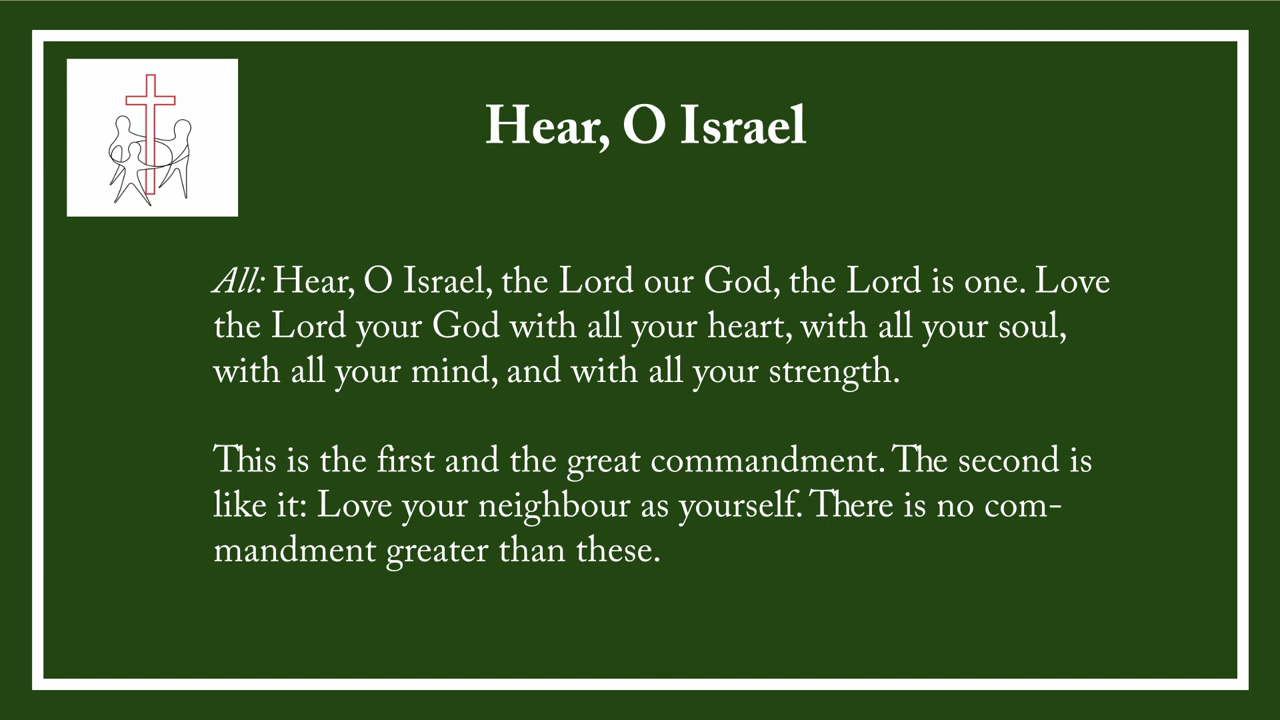 Hear, O Israel
All: Hear, O Israel, the Lord our God, the Lord is one. Love
the Lord your God with all your heart, with all your soul,
with all your mind, and with all your strength.
This is the first and the great commandment. The second is
like it: Love your neighbour as yourself. There is no com-
mandment greater than these.